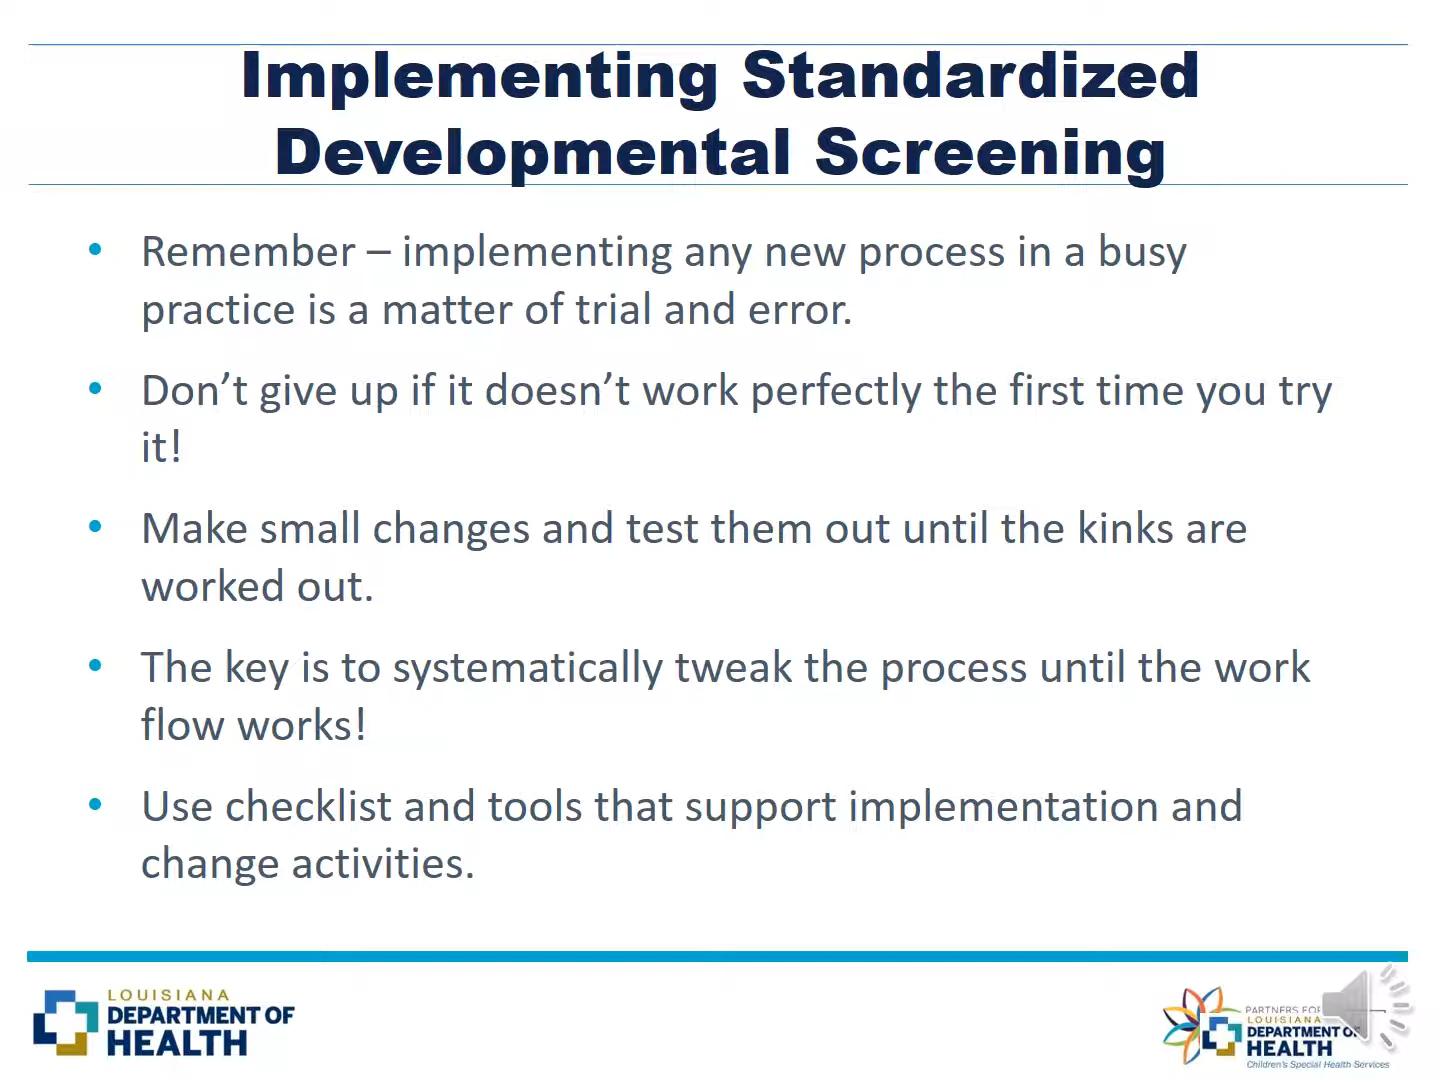 Implementing Standardized
Developmental Screening
• Remember – implementing any new process in a busy
practice is a matter of trial and error.
• Don’t give up if it doesn’t work perfectly the first time you try
it!
• Make small changes and test them out until the kinks are
worked out.
• The key is to systematically tweak the process until the work
flow works!
• Use checklist and tools that support implementation and
change activities.
LOUISIANA
DEPARTMENT OF
HEALTH
PARTNERS
LOUISIANA
DEPARTMENT
HEALTH
Children's Special Health Services